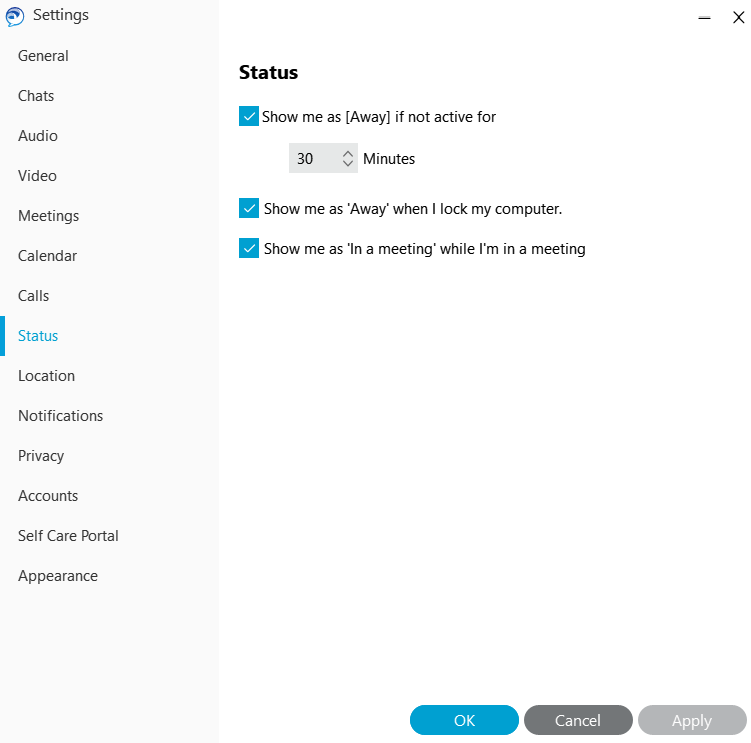 Settings
General
Chats
Audio
Video
Meetings
Calendar
Calls
Status
Location
Notifications
Privacy
Accounts
Self Care Portal
Appearance
Status
Show me as [Away] if not active for
30 Minutes
Show me as 'Away' when I lock my computer.
Show me as 'In a meeting' while I'm in a meeting
OK Cancel Apply